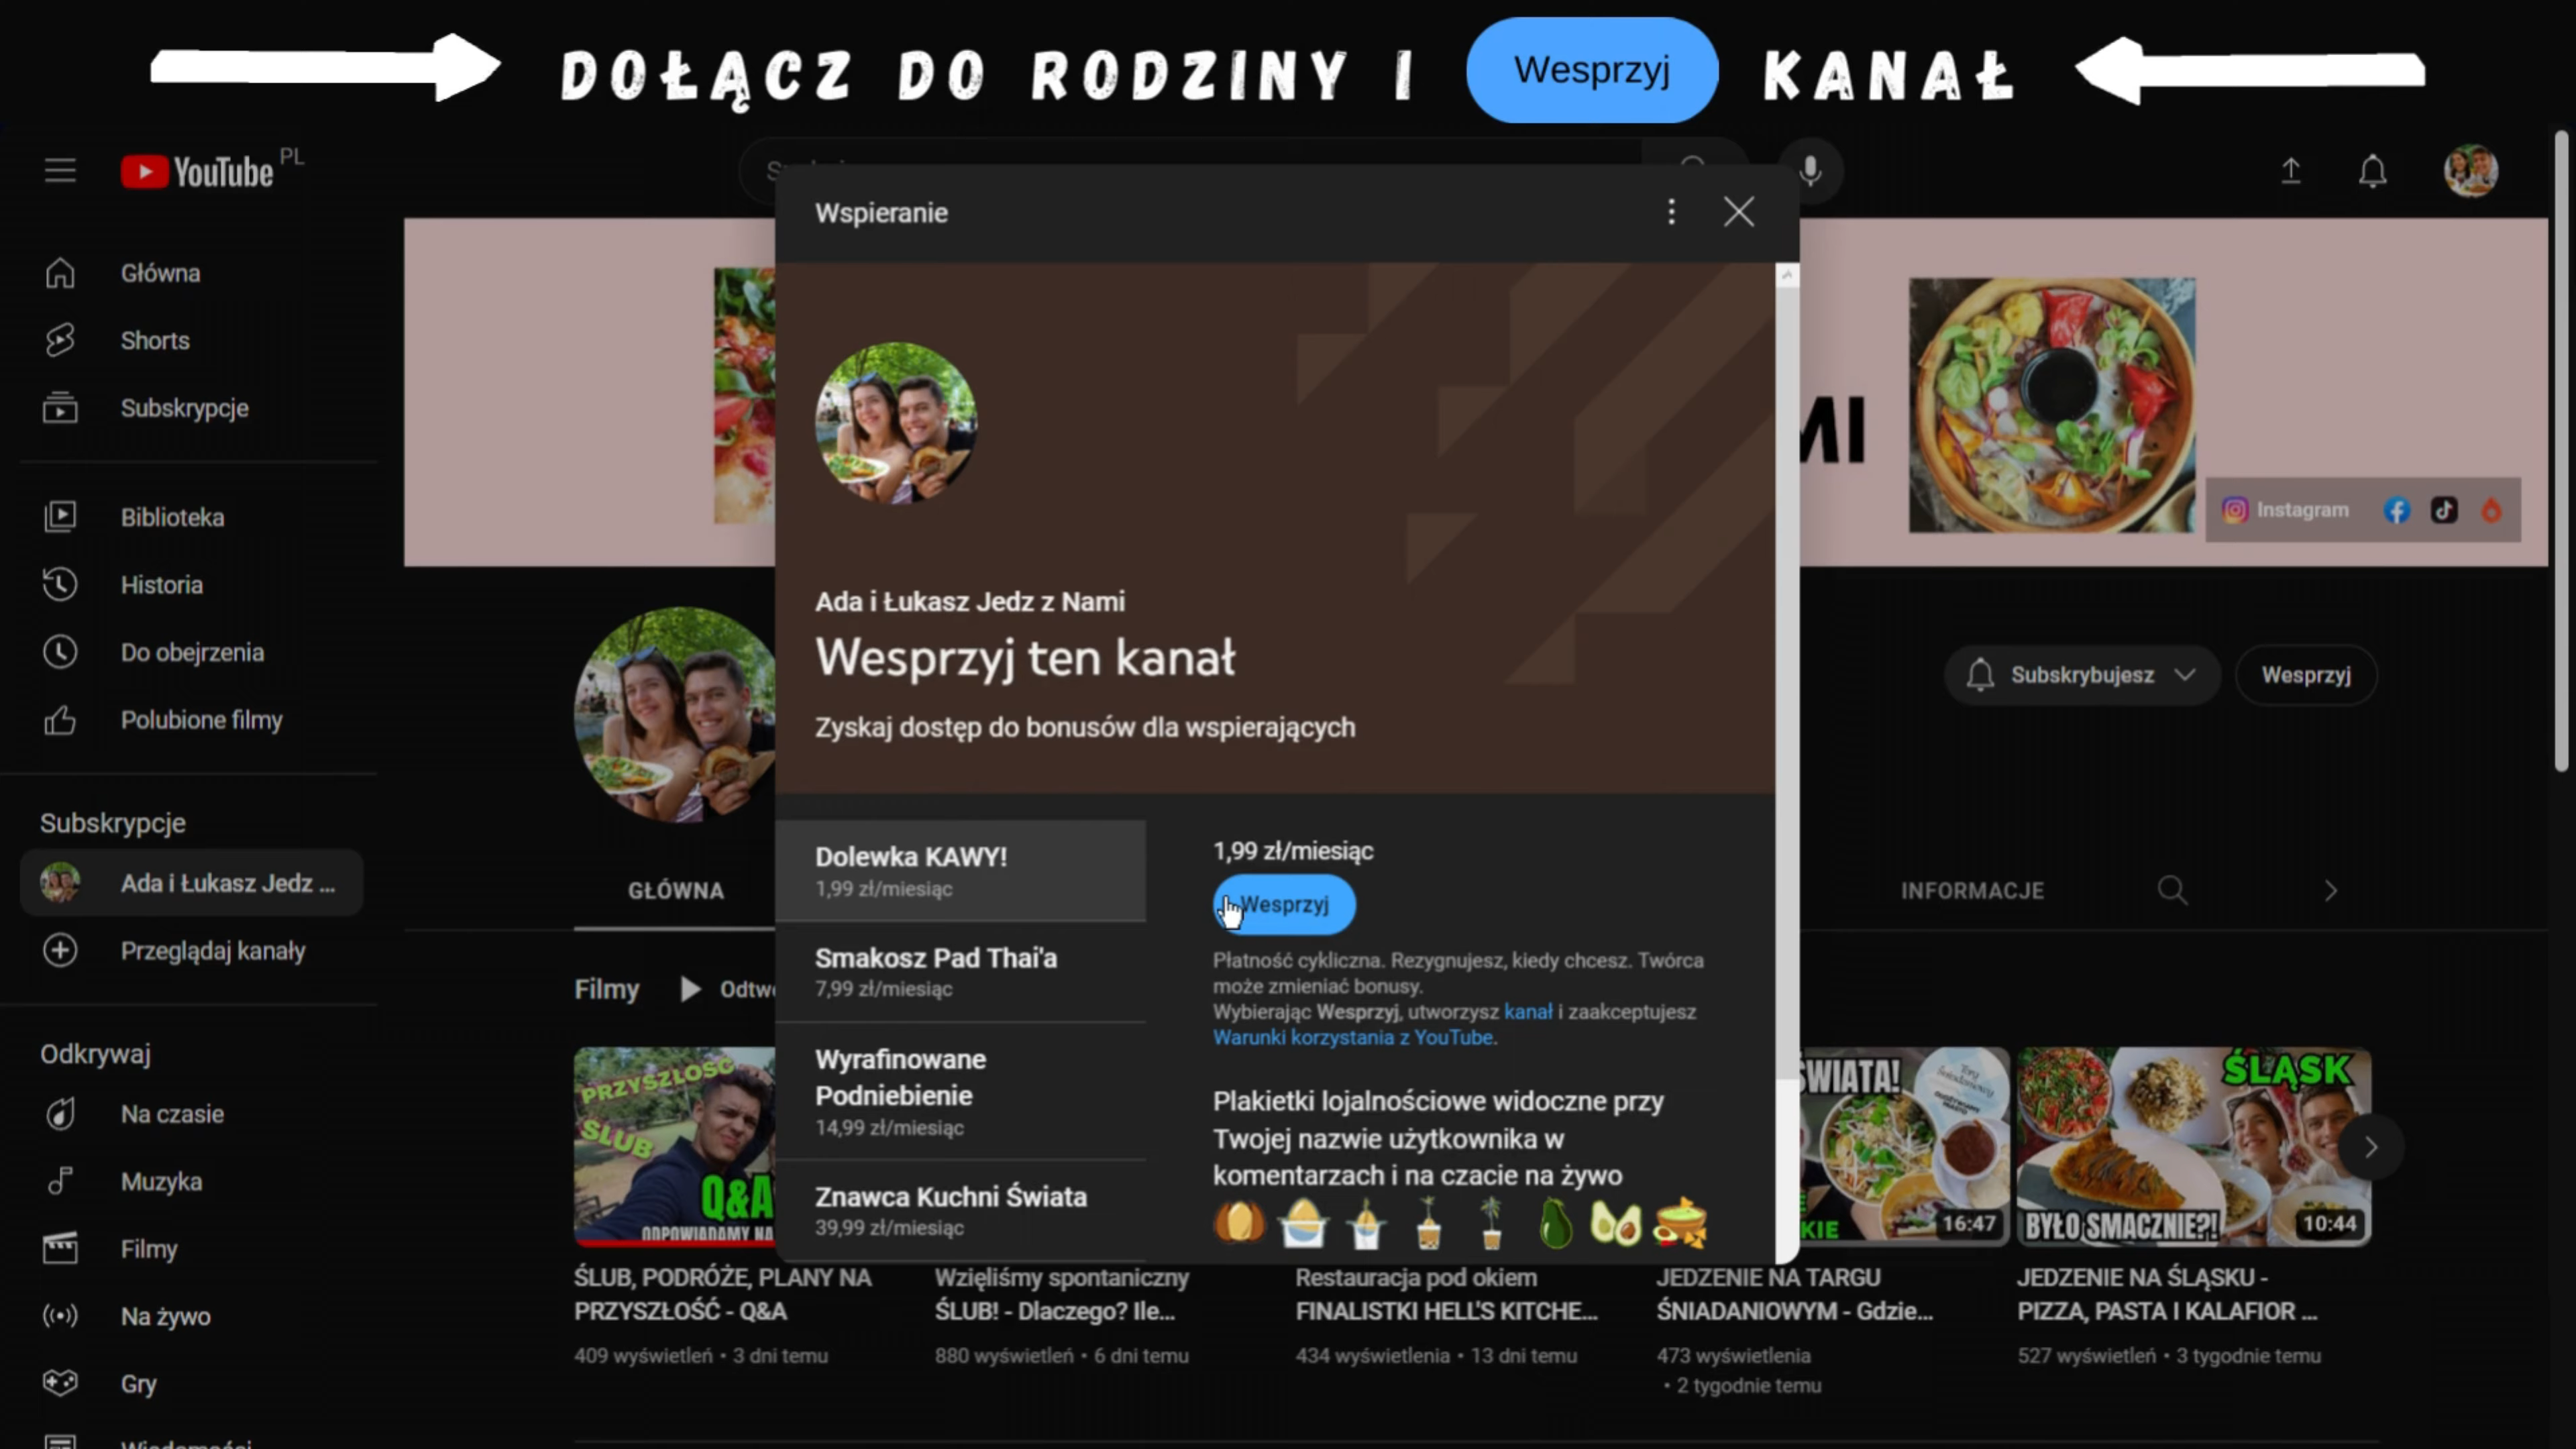 DOŁĄCZ DO RODZINY I Wesprzyj KANAŁ
YouTube PL
Wspieranie
Główna
Shorts
Subskrypcje
Biblioteka
Historia
Do obejrzenia
Polubione filmy
Subskrypcje
Ada i Łukasz Jedz ...
Przeglądaj kanały
Odkrywaj
Na czasie
Muzyka
Filmy
Na żywo
Gry
MI
Instagram
Ada i Łukasz Jedz z Nami
Wesprzyj ten kanał
Zyskaj dostęp do bonusów dla wspierających
Subskrybujesz
Wesprzyj
Dolewka KAWY!
1,99 zł/miesiąc
Smakosz Pad Thai'a
7,99 zł/miesiąc
Wyrafinowane
Podniebienie
14,99 zł/miesiąc
Znawca Kuchni Świata
39,99 zł/miesiąc
1,99 zł/miesiąc
Wesprzyj
Płatność cykliczna. Rezygnujesz, kiedy chcesz. Twórca
może zmieniać bonusy.
Wybierając Wesprzyj, utworzysz kanał i zaakceptujesz
Warunki korzystania z YouTube.
Plakietki lojalnościowe widoczne przy
Twojej nazwie użytkownika w
komentarzach i na czacie na żywo
GŁÓWNA
INFORMACJE
Filmy
PRZYSZŁOŚĆ
ŚLUB
Q&A
ODPOWIADAMY NA
ŚWIATA!
KIE
16:47
ŚLĄSK
BYŁO SMACZNIE?!
10:44
ŚLUB, PODRÓŻE, PLANY NA
PRZYSZŁOŚĆ - Q&A
409 wyświetleń • 3 dni temu
Wzięliśmy spontaniczny
ŚLUB! - Dlaczego? Ile...
880 wyświetleń • 6 dni temu
Restauracja pod okiem
FINALISTKI HELL'S KITCHE...
434 wyświetlenia • 13 dni temu
JEDZENIE NA TARGU
ŚNIADANIOWYM - Gdzie...
473 wyświetlenia
• 2 tygodnie temu
JEDZENIE NA ŚLĄSKU -
PIZZA, PASTA I KALAFIOR ...
527 wyświetleń • 3 tygodnie temu